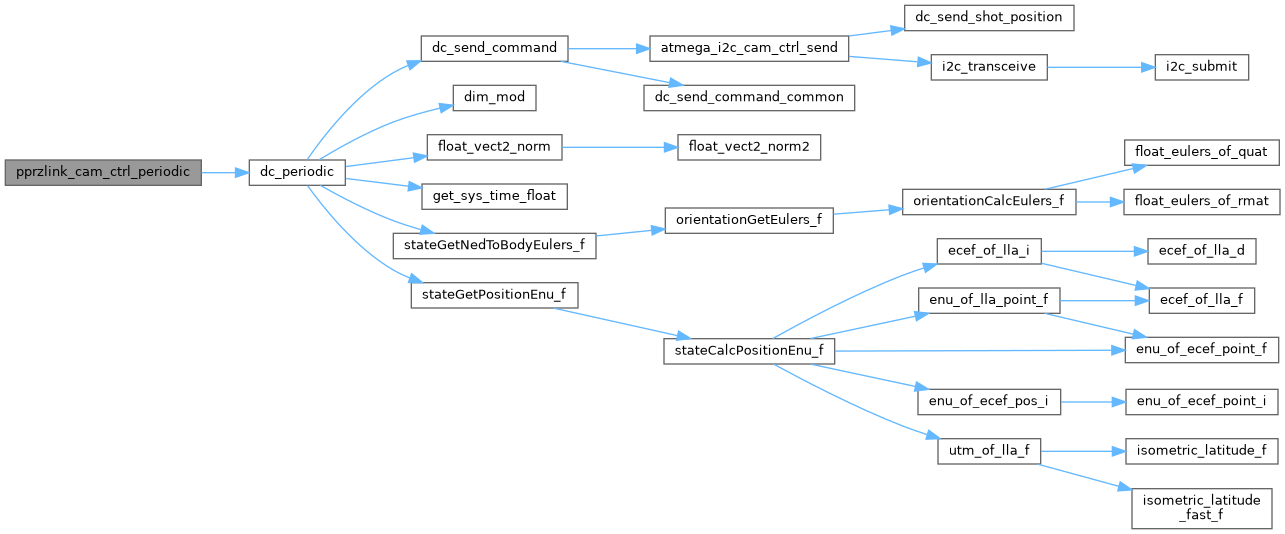 pprzlink_cam_ctrl_periodic
dc_periodic
dc_send_command
dim_mod
float_vect2_norm
get_sys_time_float
stateGetNedToBodyEulers_f
stateGetPositionEnu_f
atmega_i2c_cam_ctrl_send
dc_send_command_common
float_vect2_norm2
orientationGetEulers_f
stateCalcPositionEnu_f
dc_send_shot_position
i2c_transceive
orientationCalcEulers_f
ecef_of_lla_i
enu_of_lla_point_f
enu_of_ecef_pos_i
utm_of_lla_f
i2c_submit
float_eulers_of_quat
float_eulers_of_rmat
ecef_of_lla_d
ecef_of_lla_f
enu_of_ecef_point_f
enu_of_ecef_point_i
isometric_latitude_f
isometric_latitude
_fast_f